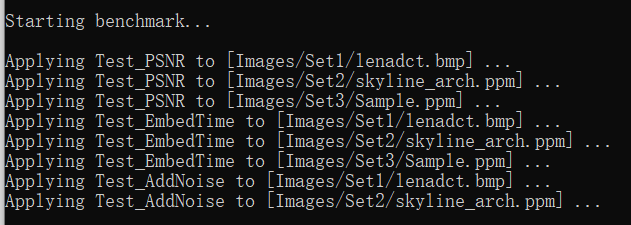 Starting benchmark...
Applying Test_PSNR to [Images/Set1/lenadct.bmp] ...
Applying Test_PSNR to [Images/Set2/skyline_arch.ppm] ...
Applying Test_PSNR to [Images/Set3/Sample.ppm] ...
Applying Test_EmbedTime to [Images/Set1/lenadct.bmp] ...
Applying Test_EmbedTime to [Images/Set2/skyline_arch.ppm] ...
Applying Test_EmbedTime to [Images/Set3/Sample.ppm] ...
Applying Test_AddNoise to [Images/Set1/lenadct.bmp] ...
Applying Test_AddNoise to [Images/Set2/skyline_arch.ppm] ...